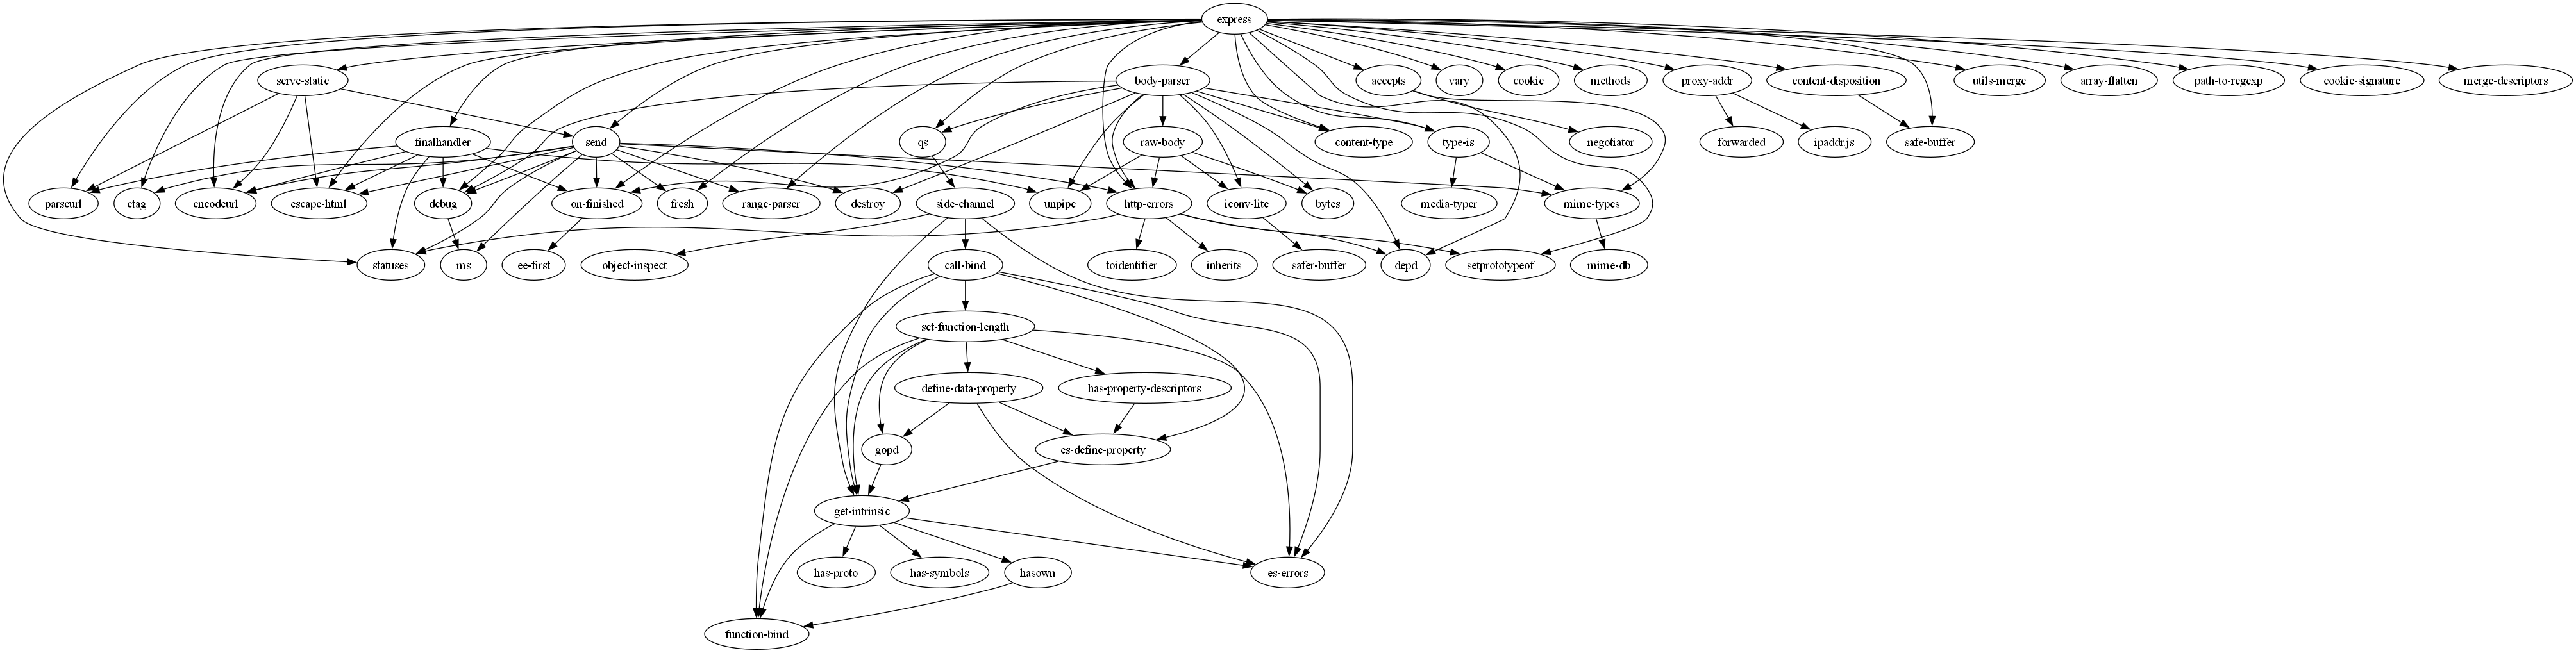 express
serve-static
body-parser
accepts
vary
cookie
methods
proxy-addr
content-disposition
utils-merge
array-flatten
path-to-regexp
cookie-signature
merge-descriptors
finalhandler
send
qs
raw-body
content-type
type-is
negotiator
forwarded
ipaddr.js
safe-buffer
parseurl
etag
encodeurl
escape-html
debug
on-finished
fresh
range-parser
destroy
side-channel
unpipe
http-errors
iconv-lite
bytes
media-typer
mime-types
statuses
ms
ee-first
object-inspect
call-bind
toidentifier
inherits
safer-buffer
depd
setprototypeof
mime-db
set-function-length
define-data-property
has-property-descriptors
gopd
es-define-property
get-intrinsic
has-proto
has-symbols
hasown
es-errors
function-bind